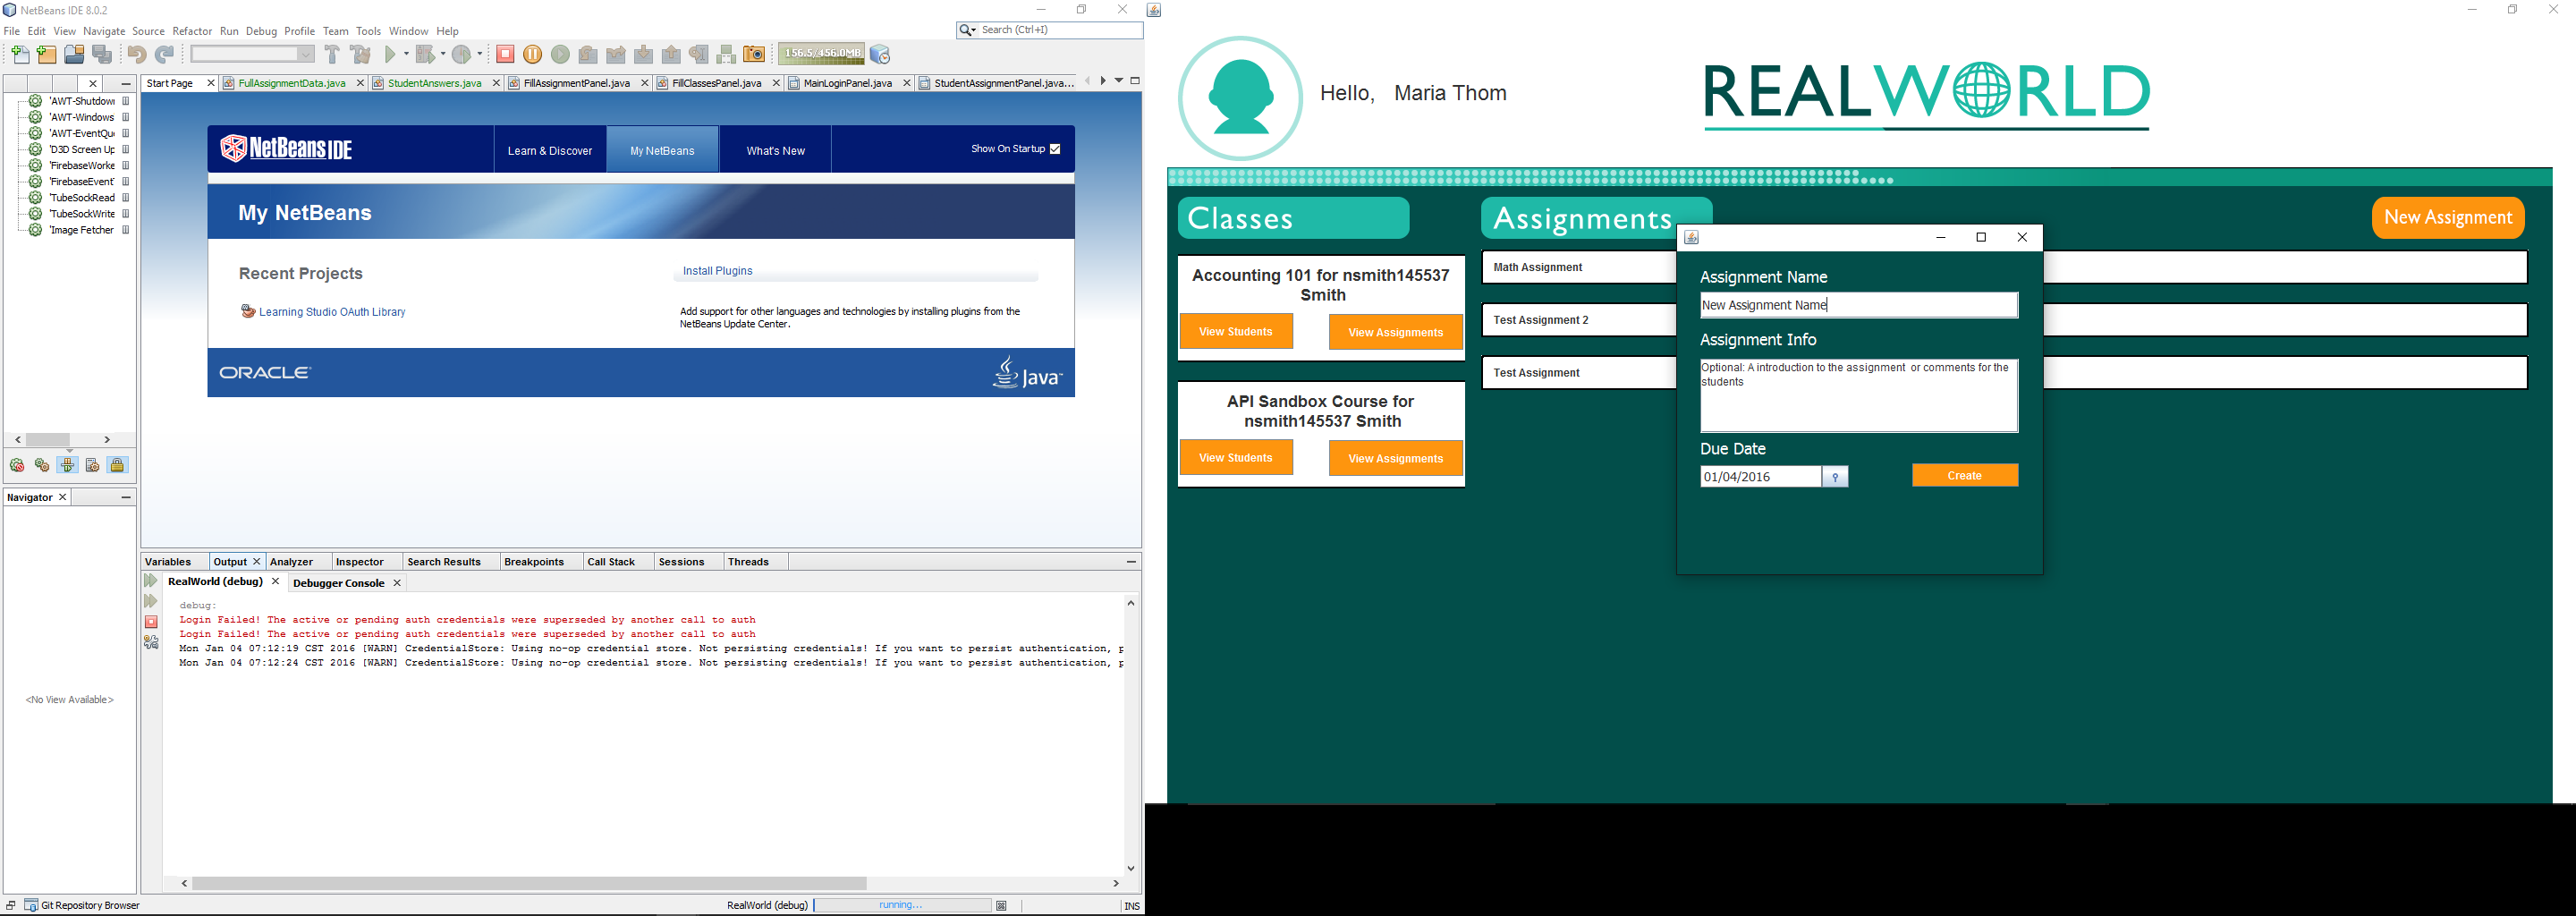 NetBeans IDE 8.0.2
File Edit View Navigate Source Refactor Run Debug Profile Team Tools Window Help
Search (Ctrl+I)
156.5/456.0MB
Start Page
FullAssignmentData.java
StudentAnswers.java
FillAssignmentPanel.java
FillClassesPanel.java
MainLoginPanel.java
StudentAssignmentPanel.java...
'AWT-Shutdow
'AWT-Windows
'AWT-EventQu
'D3D Screen Up
'FirebaseWorke
'FirebaseEvent
'TubeSockRead
'TubeSockWrite
'Image Fetcher
NetBeans IDE
Learn & Discover
My NetBeans
What's New
Show On Startup
My NetBeans
Recent Projects
Learning Studio OAuth Library
Install Plugins
Add support for other languages and technologies by installing plugins from the
NetBeans Update Center.
ORACLE
Java
Navigator
<No View Available>
Variables
Output
Analyzer
Inspector
Search Results
Breakpoints
Call Stack
Sessions
Threads
RealWorld (debug)
Debugger Console
debug:
Login Failed! The active or pending auth credentials were superseded by another call to auth
Login Failed! The active or pending auth credentials were superseded by another call to auth
Mon Jan 04 07:12:19 CST 2016 [WARN] CredentialStore: Using no-op credential store. Not persisting credentials! If you want to persist authentication, p
Mon Jan 04 07:12:24 CST 2016 [WARN] CredentialStore: Using no-op credential store. Not persisting credentials! If you want to persist authentication, p
Git Repository Browser
RealWorld (debug)
running...
INS
Hello, Maria Thom
REALWORLD
Classes
Assignments
New Assignment
Accounting 101 for nsmith145537
Smith
View Students
View Assignments
API Sandbox Course for
nsmith145537 Smith
View Students
View Assignments
Math Assignment
Test Assignment 2
Test Assignment
Assignment Name
New Assignment Name
Assignment Info
Optional: A introduction to the assignment or comments for the
students
Due Date
01/04/2016
Create